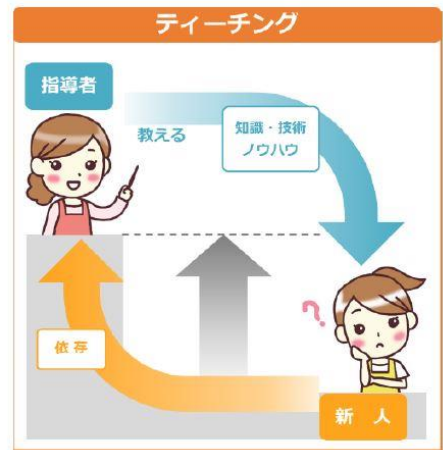 ティーチング
指導者
教える
知識・技術
ノウハウ
?
依存
新 人